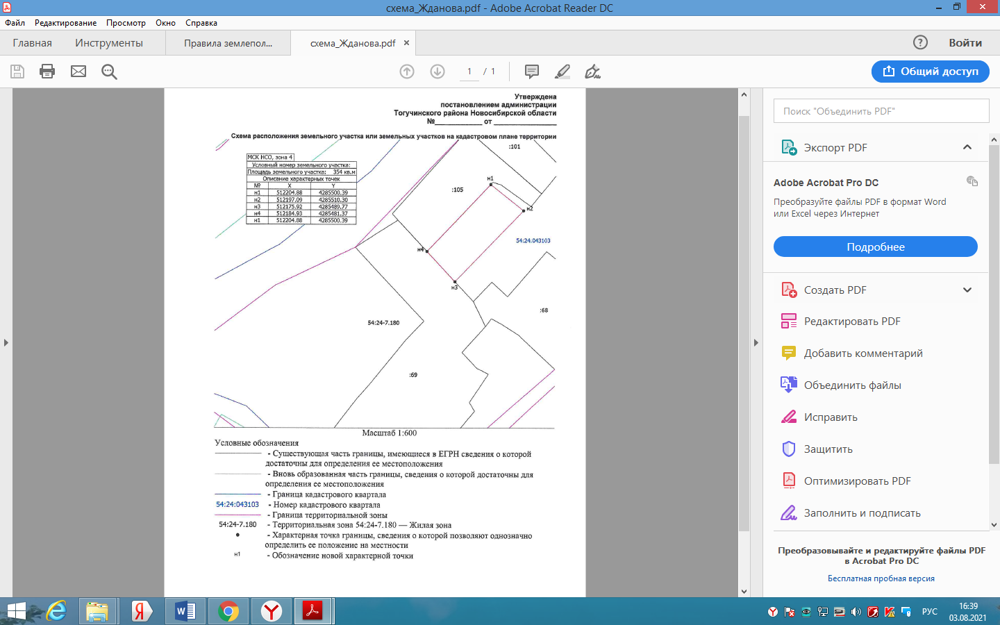 схема_Жданова.pdf - Adobe Acrobat Reader DC
Файл Редактирование Просмотр Окно Справка
Главная Инструменты Правила землепол... схема_Жданова.pdf × Войти
1 / 1 Общий доступ
Утверждена
постановлением администрации
Тогучинского района Новосибирской области
№____________ от ________________
Схема расположения земельного участка или земельных участков на кадастровом плане территории
МСК НСО, зона 4
Условный номер земельного участка:
Площадь земельного участка: 354 кв.м
Описание характерных точек
№ X Y
н1 512204.88 4285500.39
н2 512197.09 4285510.30
н3 512175.92 4285489.77
н4 512184.93 4285481.37
н1 512204.88 4285500.39
:101
:105
н1
н2
54:24:043103
н4
н3
:68
54:24-7.180
:69
Масштаб 1:600
Условные обозначения
- Существующая часть границы, имеющиеся в ЕГРН сведения о которой
достаточны для определения ее местоположения
- Вновь образованная часть границы, сведения о которой достаточны для
определения ее местоположения
- Граница кадастрового квартала
54:24:043103 - Номер кадастрового квартала
- Граница территориальной зоны
54:24-7.180 - Территориальная зона 54:24-7.180 — Жилая зона
- Характерная точка границы, сведения о которой позволяют однозначно
определить ее положение на местности
н1 - Обозначение новой характерной точки
Поиск "Объединить PDF"
Экспорт PDF
Adobe Acrobat Pro DC
Преобразуйте файлы PDF в формат Word
или Excel через Интернет
Подробнее
Создать PDF
Редактировать PDF
Добавить комментарий
Объединить файлы
Исправить
Защитить
Оптимизировать PDF
Заполнить и подписать
Преобразовывайте и редактируйте файлы PDF
в Acrobat Pro DC
Бесплатная пробная версия
РУС
16:39
03.08.2021